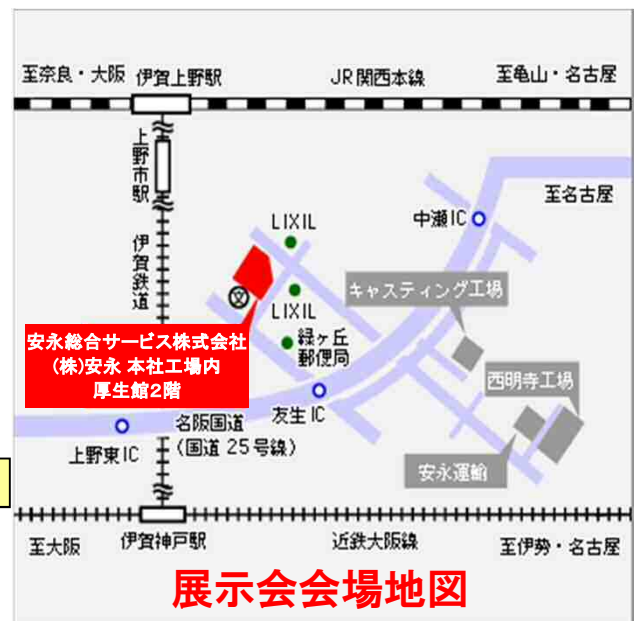 至奈良・大阪
伊賀上野駅
JR関西本線
至亀山・名古屋
上野市駅
伊賀鉄道
至名古屋
中瀬IC
LIXIL
キャスティング工場
LIXIL
緑ヶ丘
郵便局
安永総合サービス株式会社
(株)安永 本社工場内
厚生館2階
西明寺工場
友生IC
名阪国道
(国道 25号線)
上野東IC
安永運輸
至大阪
伊賀神戸駅
近鉄大阪線
至伊勢・名古屋
展示会会場地図